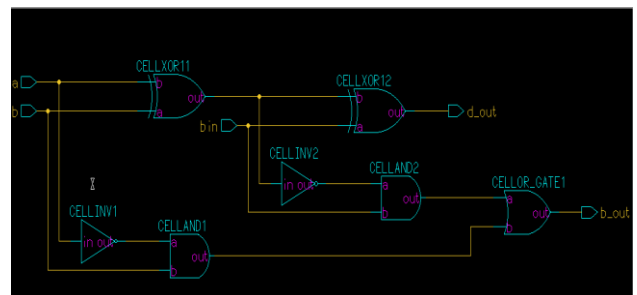 CELLXOR11
CELLXOR12
a
b
out
b
out
d_out
b
a
bin
a
CELLINV2
CELLAND2
CELLOR_GATE1
in out
a
out
a
b
out
b_out
b
CELLINV1
CELLAND1
in out
a
out
b